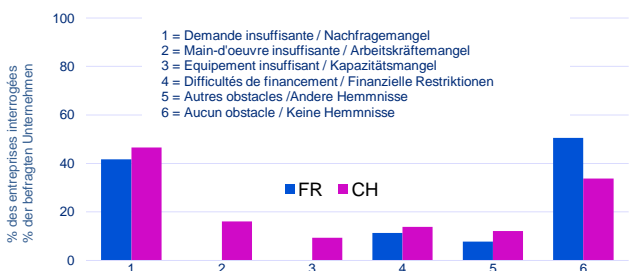 % des entreprises interrogées
% der befragten Unternehmen
100
80
60
40
20
0
1 = Demande insuffisante / Nachfragemangel
2 = Main-d'oeuvre insuffisante / Arbeitskräftemangel
3 = Equipement insuffisant / Kapazitätsmangel
4 = Difficultés de financement / Finanzielle Restriktionen
5 = Autres obstacles /Andere Hemmnisse
6 = Aucun obstacle / Keine Hemmnisse
FR CH
1 2 3 4 5 6